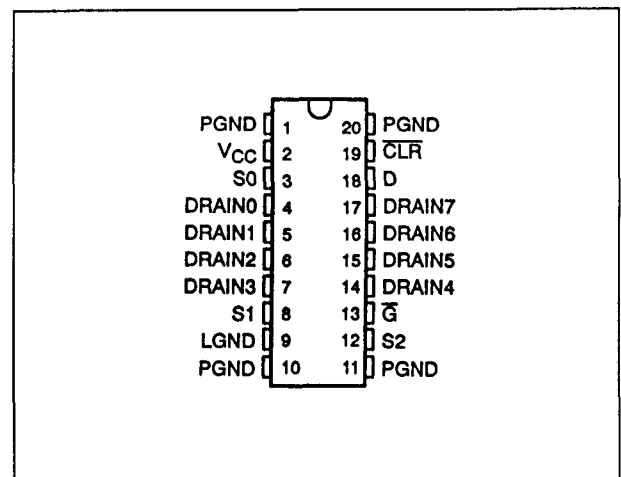 PGND 1 20 PGND
VCC 2 19 C̅L̅R̅
S0 3 18 D
DRAIN0 4 17 DRAIN7
DRAIN1 5 16 DRAIN6
DRAIN2 6 15 DRAIN5
DRAIN3 7 14 DRAIN4
S1 8 13 G̅
LGND 9 12 S2
PGND 10 11 PGND